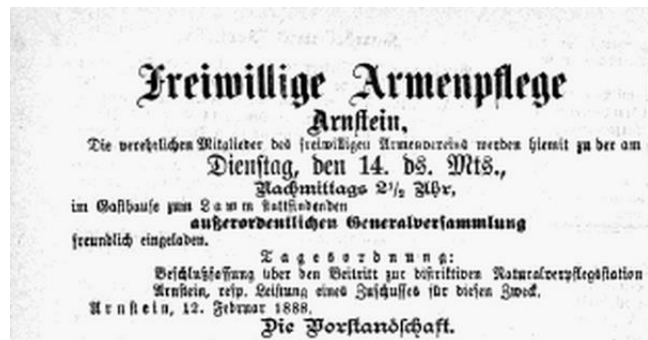 Freiwillige Armenpflege
Arnstein,
Die verehrlichen Mitglieder des freiwilligen Armenvereins werden hiemit zu der am
Dienstag, den 14. ds. Mts.,
Nachmittags 2½ Uhr,
im Gasthause zum Lamm stattfindenden
außerordentlichen Generalversammlung
freundlich eingeladen.
Tagesordnung:
Beschlußfassung über den Beitritt zur distriktiven Naturalverpflegsstation
Arnstein, resp. Leistung eines Zuschusses für diesen Zweck.
Arnstein, 12. Februar 1888.
Die Vorstandschaft.